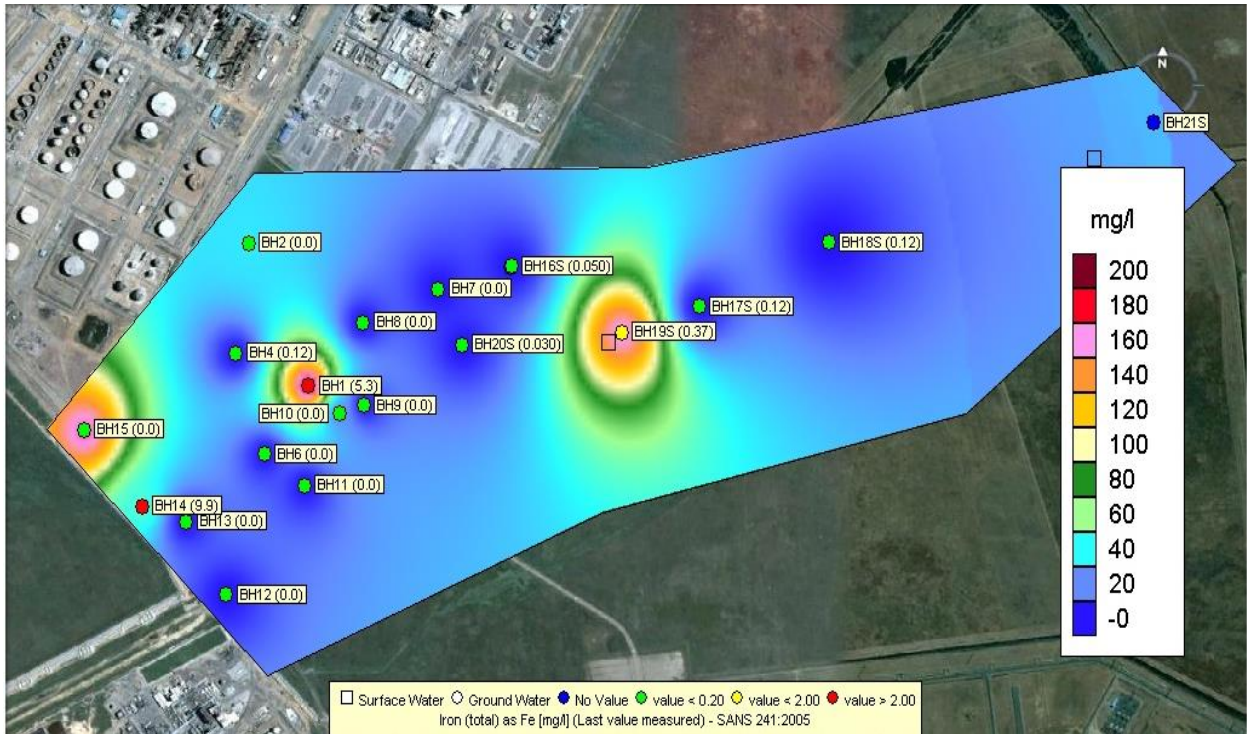 N
BH21S
mg/l
200
180
160
140
120
100
80
60
40
20
-0
BH2 (0.0)
BH18S (0.12)
BH16S (0.050)
BH7 (0.0)
BH17S (0.12)
BH8 (0.0)
BH19S (0.37)
BH20S (0.030)
BH4 (0.12)
BH1 (5.3)
BH10 (0.0)
BH9 (0.0)
BH15 (0.0)
BH6 (0.0)
BH11 (0.0)
BH14 (9.9)
BH13 (0.0)
BH12 (0.0)
Surface Water Ground Water No Value value < 0.20 value < 2.00 value > 2.00
Iron (total) as Fe [mg/l] (Last value measured) - SANS 241:2005